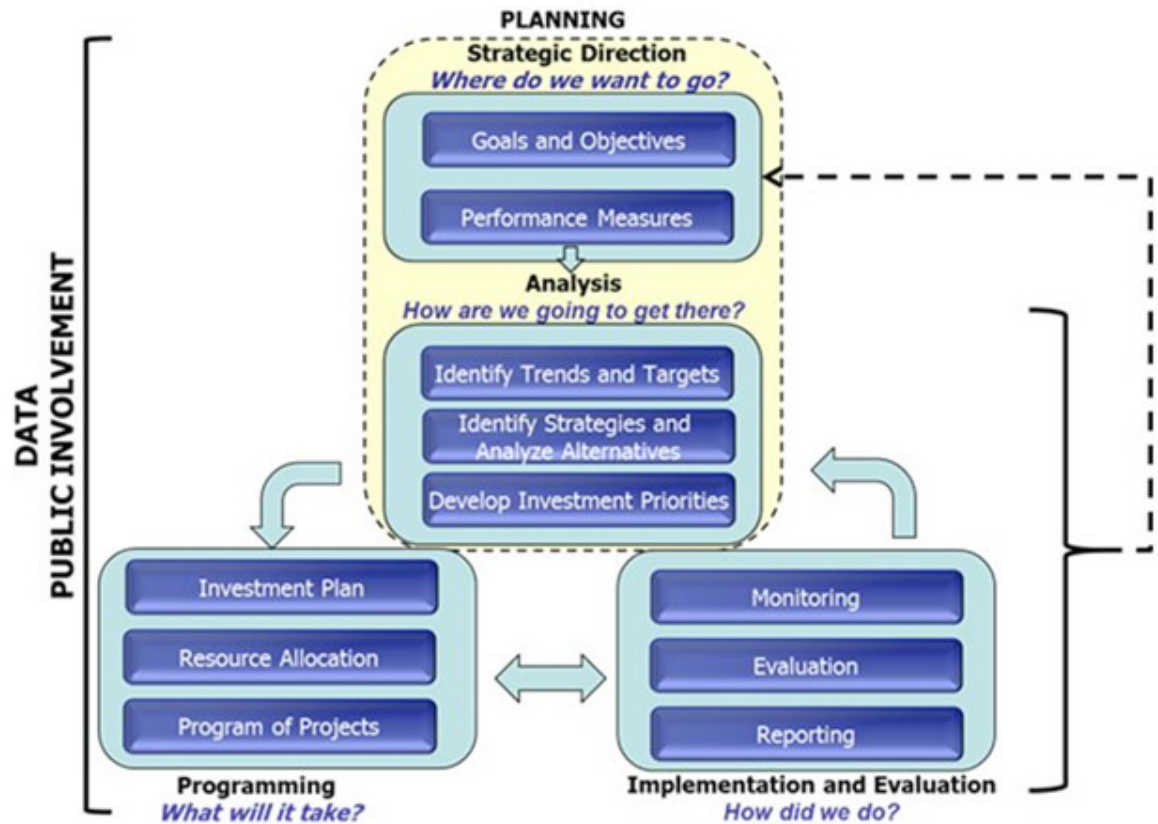 PLANNING
Strategic Direction
Where do we want to go?
Goals and Objectives
Performance Measures
Analysis
How are we going to get there?
Identify Trends and Targets
Identify Strategies and
Analyze Alternatives
Develop Investment Priorities
DATA
PUBLIC INVOLVEMENT
Investment Plan
Resource Allocation
Program of Projects
Programming
What will it take?
Monitoring
Evaluation
Reporting
Implementation and Evaluation
How did we do?